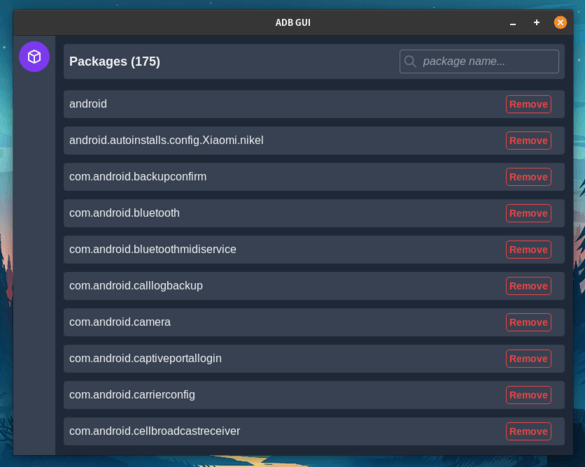 ADB GUI
Packages (175)
package name...
android Remove
android.autoinstalls.config.Xiaomi.nikel Remove
com.android.backupconfirm Remove
com.android.bluetooth Remove
com.android.bluetoothmidiservice Remove
com.android.calllogbackup Remove
com.android.camera Remove
com.android.captiveportallogin Remove
com.android.carrierconfig Remove
com.android.cellbroadcastreceiver Remove